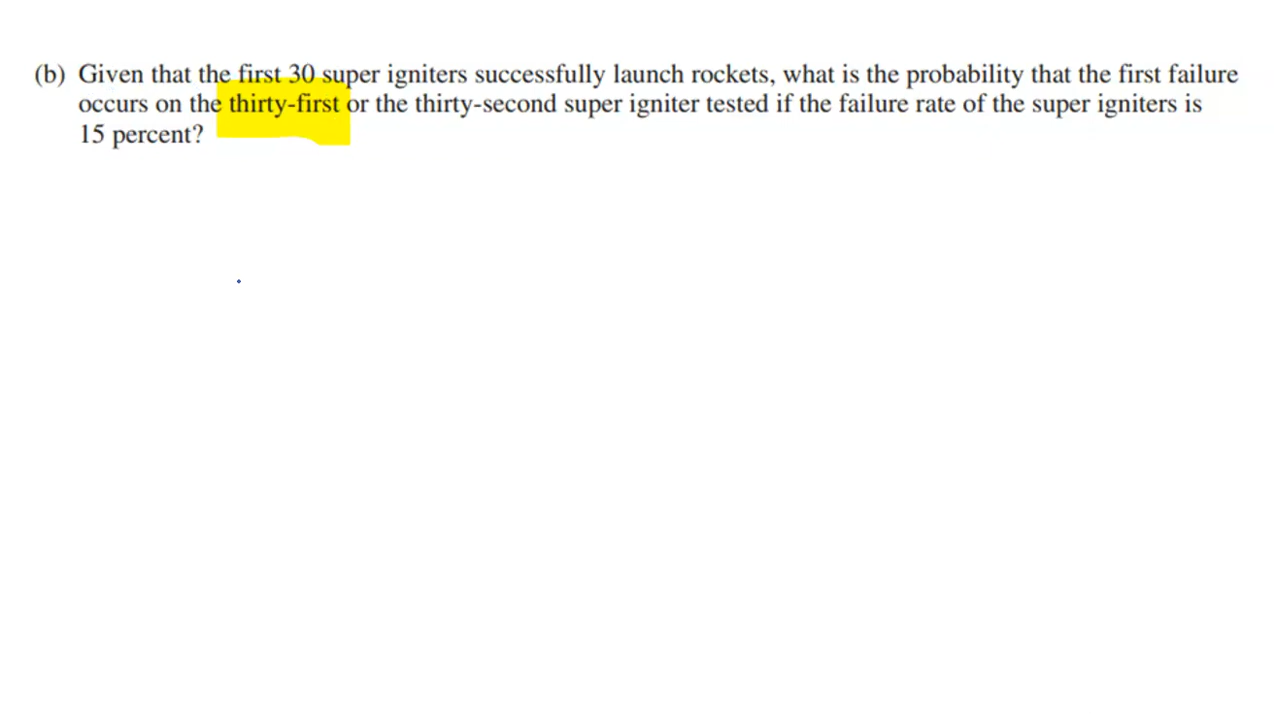 (b) Given that the first 30 super igniters successfully launch rockets, what is the probability that the first failure
occurs on the thirty-first or the thirty-second super igniter tested if the failure rate of the super igniters is
15 percent?